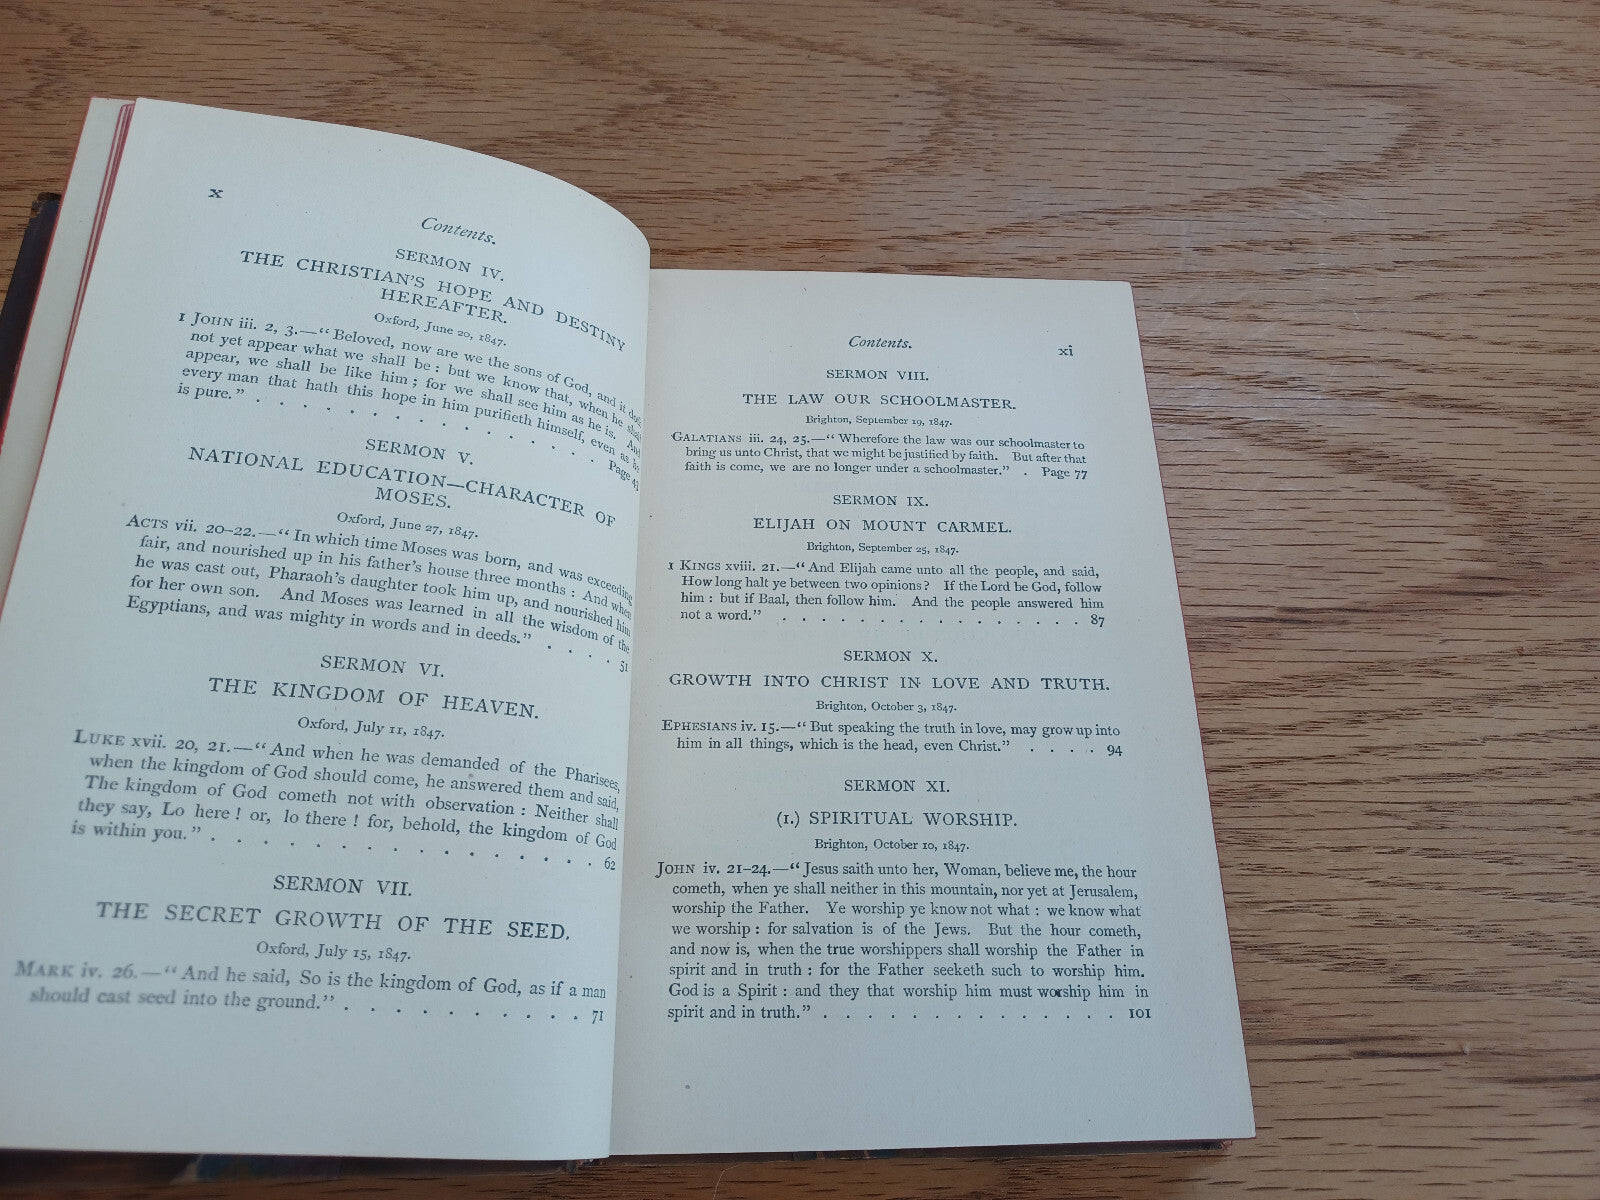 x
Contents.
SERMON IV.
THE CHRISTIAN'S HOPE AND DESTINY
HEREAFTER.
Oxford, June 20, 1847.
1 JOHN iii. 2, 3.—"Beloved, now are we the sons of God, and it doth
not yet appear what we shall be: but we know that, when he shall
appear, we shall be like him; for we shall see him as he is. And
every man that hath this hope in him purifieth himself, even as he
is pure." . . . . . . . . . . . . Page 41
SERMON V.
NATIONAL EDUCATION—CHARACTER OF
MOSES.
Oxford, June 27, 1847.
ACTS vii. 20–22.—"In which time Moses was born, and was exceeding
fair, and nourished up in his father's house three months: And when
he was cast out, Pharaoh's daughter took him up, and nourished him
for her own son. And Moses was learned in all the wisdom of the
Egyptians, and was mighty in words and in deeds." . . . . 51
SERMON VI.
THE KINGDOM OF HEAVEN.
Oxford, July 11, 1847.
LUKE xvii. 20, 21.—"And when he was demanded of the Pharisees,
when the kingdom of God should come, he answered them and said,
The kingdom of God cometh not with observation: Neither shall
they say, Lo here! or, lo there! for, behold, the kingdom of God
is within you." . . . . . . . . . . . . . . . 62
SERMON VII.
THE SECRET GROWTH OF THE SEED.
Oxford, July 15, 1847.
MARK iv. 26.—"And he said, So is the kingdom of God, as if a man
should cast seed into the ground." . . . . . . . . . . 71
Contents. xi
SERMON VIII.
THE LAW OUR SCHOOLMASTER.
Brighton, September 19, 1847.
GALATIANS iii. 24, 25.—"Wherefore the law was our schoolmaster to
bring us unto Christ, that we might be justified by faith. But after that
faith is come, we are no longer under a schoolmaster." . Page 77
SERMON IX.
ELIJAH ON MOUNT CARMEL.
Brighton, September 25, 1847.
1 KINGS xviii. 21.—"And Elijah came unto all the people, and said,
How long halt ye between two opinions? If the Lord be God, follow
him: but if Baal, then follow him. And the people answered him
not a word." . . . . . . . . . . . . . . . 87
SERMON X.
GROWTH INTO CHRIST IN LOVE AND TRUTH.
Brighton, October 3, 1847.
EPHESIANS iv. 15.—"But speaking the truth in love, may grow up into
him in all things, which is the head, even Christ." . . . . 94
SERMON XI.
(1.) SPIRITUAL WORSHIP.
Brighton, October 10, 1847.
JOHN iv. 21–24.—"Jesus saith unto her, Woman, believe me, the hour
cometh, when ye shall neither in this mountain, nor yet at Jerusalem,
worship the Father. Ye worship ye know not what: we know what
we worship: for salvation is of the Jews. But the hour cometh,
and now is, when the true worshippers shall worship the Father in
spirit and in truth: for the Father seeketh such to worship him.
God is a Spirit: and they that worship him must worship him in
spirit and in truth." . . . . . . . . . . . . . . 101